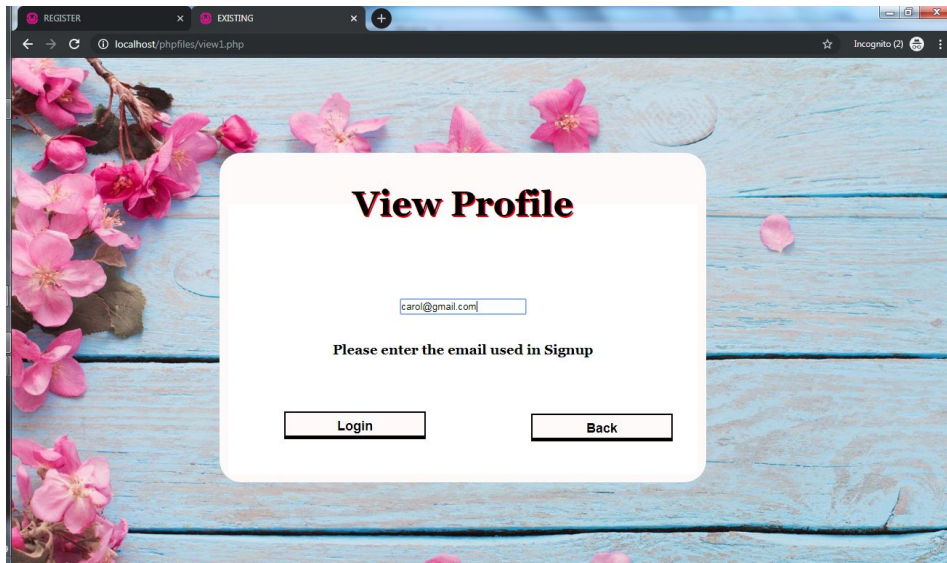 REGISTER
EXISTING
localhost/phpfiles/view1.php
Incognito (2)
View Profile
carol@gmail.com
Please enter the email used in Signup
Login
Back